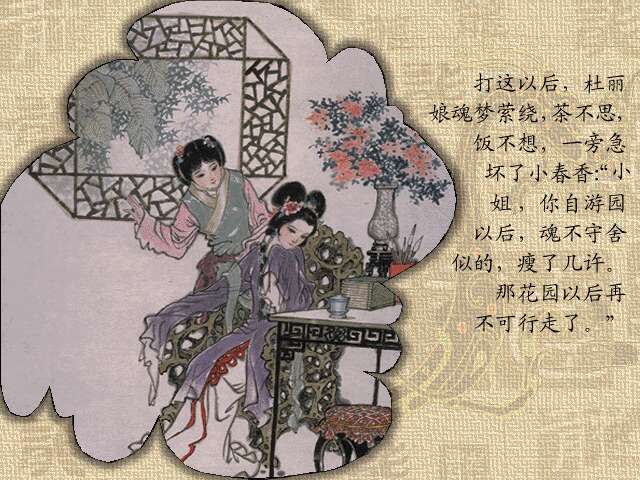 打这以后，杜丽
娘魂梦萦绕，茶不思，
饭不想，一旁急
坏了小春香：“小
姐，你自游园
以后，魂不守舍
似的，瘦了几许。
那花园以后再
不可行走了。”